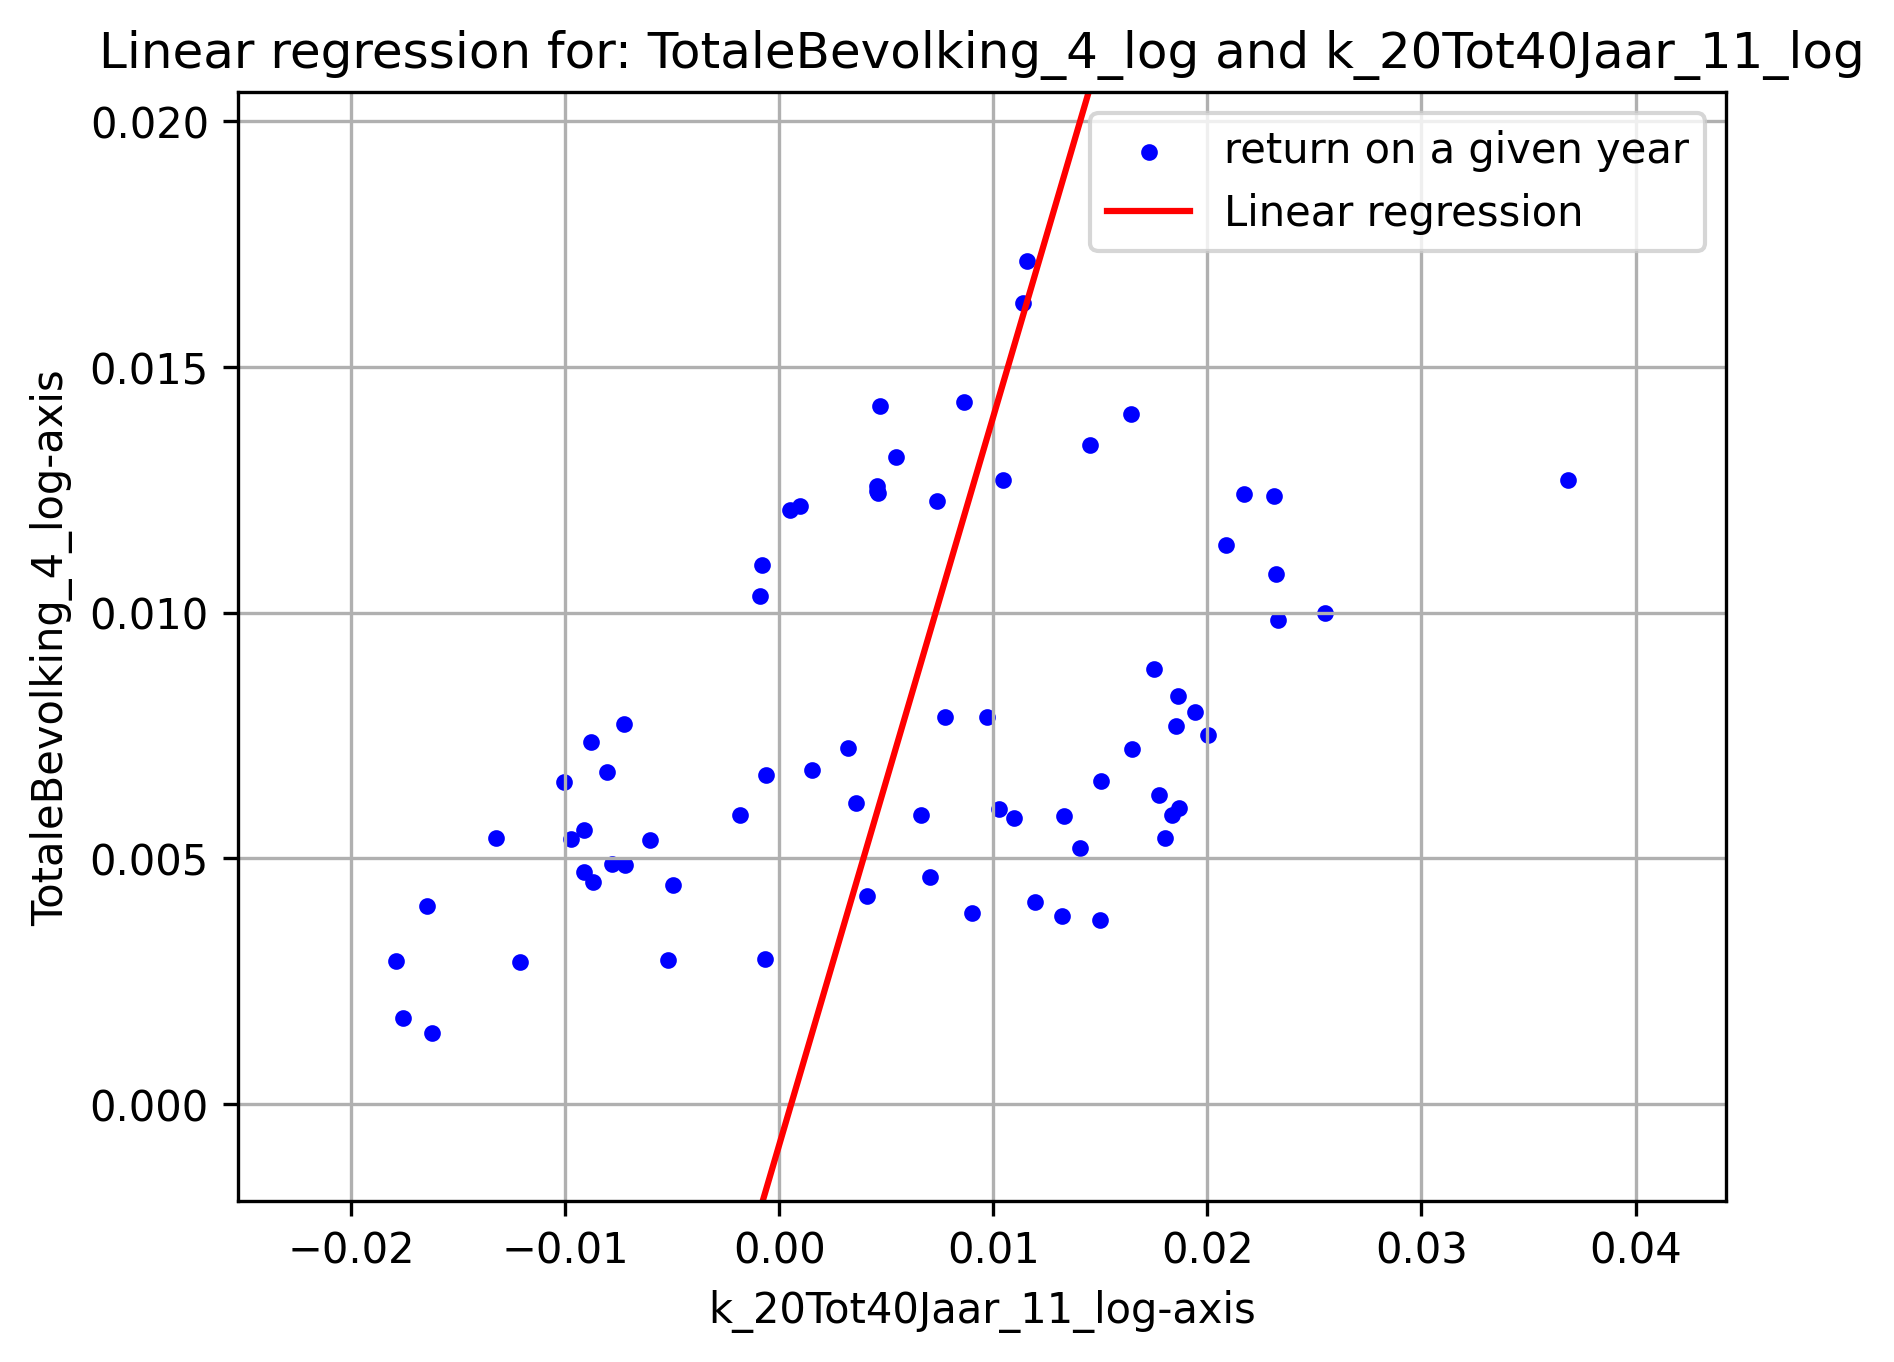 Linear regression for: TotaleBevolking_4_log and k_20Tot40Jaar_11_log
return on a given year
Linear regression
TotaleBevolking_4_log-axis
0.020
0.015
0.010
0.005
0.000
−0.02 −0.01 0.00 0.01 0.02 0.03 0.04
k_20Tot40Jaar_11_log-axis